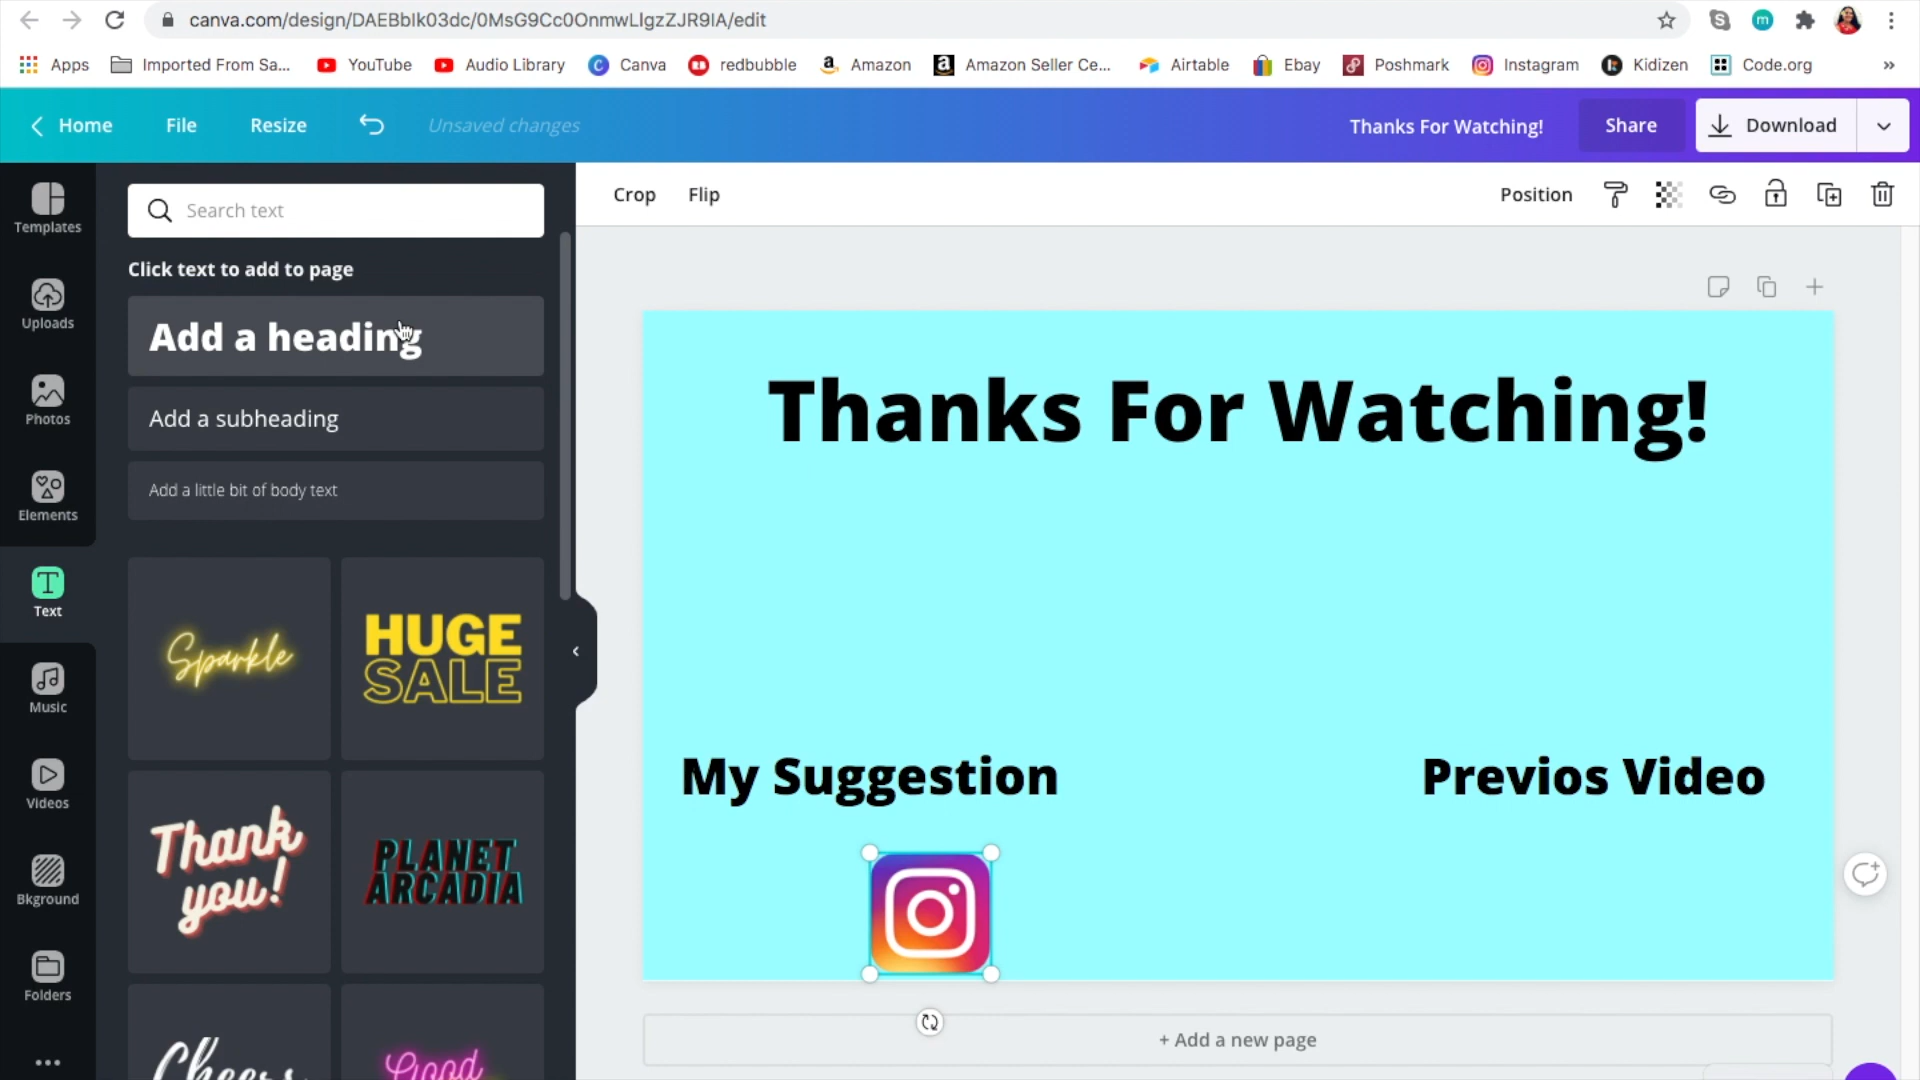 canva.com/design/DAEBbIk03dc/0MsG9Cc0OnmwLIgzZJR9IA/edit
Apps Imported From Sa... YouTube Audio Library Canva redbubble Amazon Amazon Seller Ce... Airtable Ebay Poshmark Instagram Kidizen Code.org »
Home File Resize Unsaved changes Thanks For Watching! Share Download
Templates
Uploads
Photos
Elements
Text
Music
Videos
Bkground
Folders
Search text
Click text to add to page
Add a heading
Add a subheading
Add a little bit of body text
Sparkle
HUGE
SALE
Thank
you!
PLANET
ARCADIA
Cheers
Good
Crop Flip Position
Thanks For Watching!
My Suggestion Previos Video
+ Add a new page